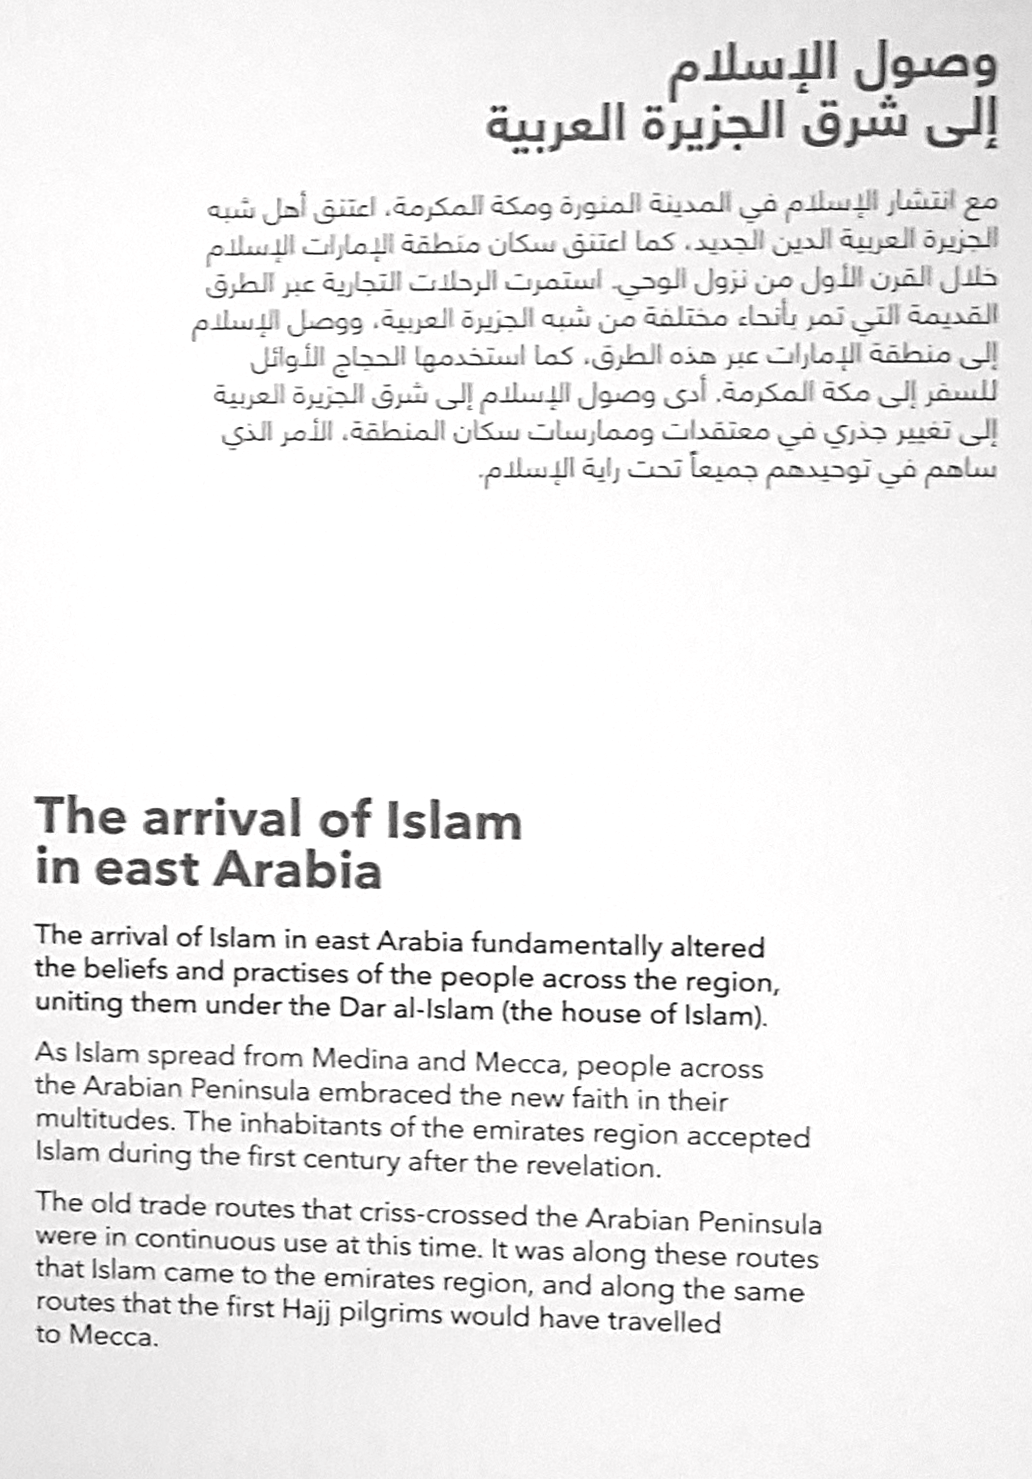 وصول الإسلام
إلى شرق الجزيرة العربية
مع انتشار الإسلام في المدينة المنورة ومكة المكرمة، اعتنق أهل شبه
الجزيرة العربية الدين الجديد، كما اعتنق سكان منطقة الإمارات الإسلام
خلال القرن الأول من نزول الوحي. استمرت الرحلات التجارية عبر الطرق
القديمة التي تمر بأنحاء مختلفة من شبه الجزيرة العربية، ووصل الإسلام
إلى منطقة الإمارات عبر هذه الطرق، كما استخدمها الحجاج الأوائل
للسفر إلى مكة المكرمة. أدى وصول الإسلام إلى شرق الجزيرة العربية
إلى تغيير جذري في معتقدات وممارسات سكان المنطقة، الأمر الذي
ساهم في توحيدهم جميعاً تحت راية الإسلام.
The arrival of Islam
in east Arabia
The arrival of Islam in east Arabia fundamentally altered
the beliefs and practises of the people across the region,
uniting them under the Dar al-Islam (the house of Islam).
As Islam spread from Medina and Mecca, people across
the Arabian Peninsula embraced the new faith in their
multitudes. The inhabitants of the emirates region accepted
Islam during the first century after the revelation.
The old trade routes that criss-crossed the Arabian Peninsula
were in continuous use at this time. It was along these routes
that Islam came to the emirates region, and along the same
routes that the first Hajj pilgrims would have travelled
to Mecca.